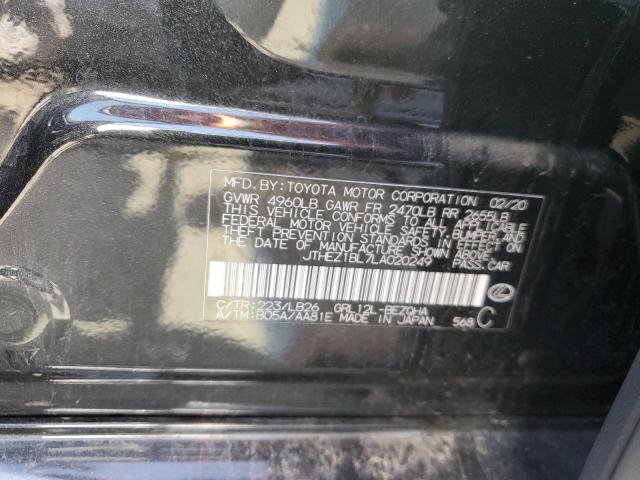 MFD. BY: TOYOTA MOTOR CORPORATION 02/20
GVWR 4960LB GAWR FR 2470LB RR 2655LB
THIS VEHICLE CONFORMS TO ALL APPLICABLE
FEDERAL MOTOR VEHICLE SAFETY, BUMPER, AND
THEFT PREVENTION STANDARDS IN EFFECT ON
THE DATE OF MANUFACTURE SHOWN ABOVE.
JTHEZTBL7LA020249 PASS.CAR
C/TR:223/LB26 GRL12L-BEZQHA
A/TM:B05A/AA81E MADE IN JAPAN 568 C